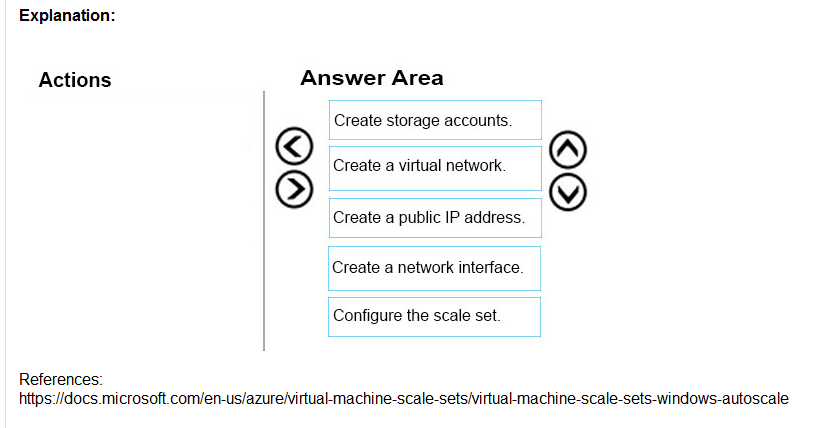 Explanation:
Actions
Answer Area
Create storage accounts.
Create a virtual network.
Create a public IP address.
Create a network interface.
Configure the scale set.
References:
https://docs.microsoft.com/en-us/azure/virtual-machine-scale-sets/virtual-machine-scale-sets-windows-autoscale